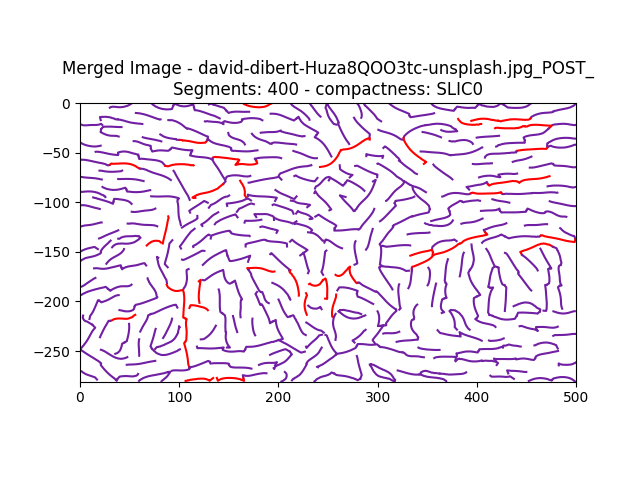 Merged Image - david-dibert-Huza8QOO3tc-unsplash.jpg_POST_
Segments: 400 - compactness: SLIC0
0
−50
−100
−150
−200
−250
0 100 200 300 400 500